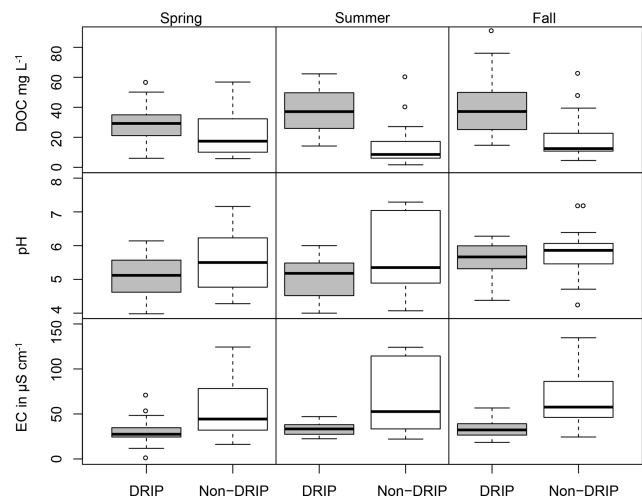 Spring Summer Fall
DOC mg L-1
80
60
40
20
0
pH
8
7
6
5
4
EC in µS cm-1
150
100
50
0
DRIP Non−DRIP DRIP Non−DRIP DRIP Non−DRIP